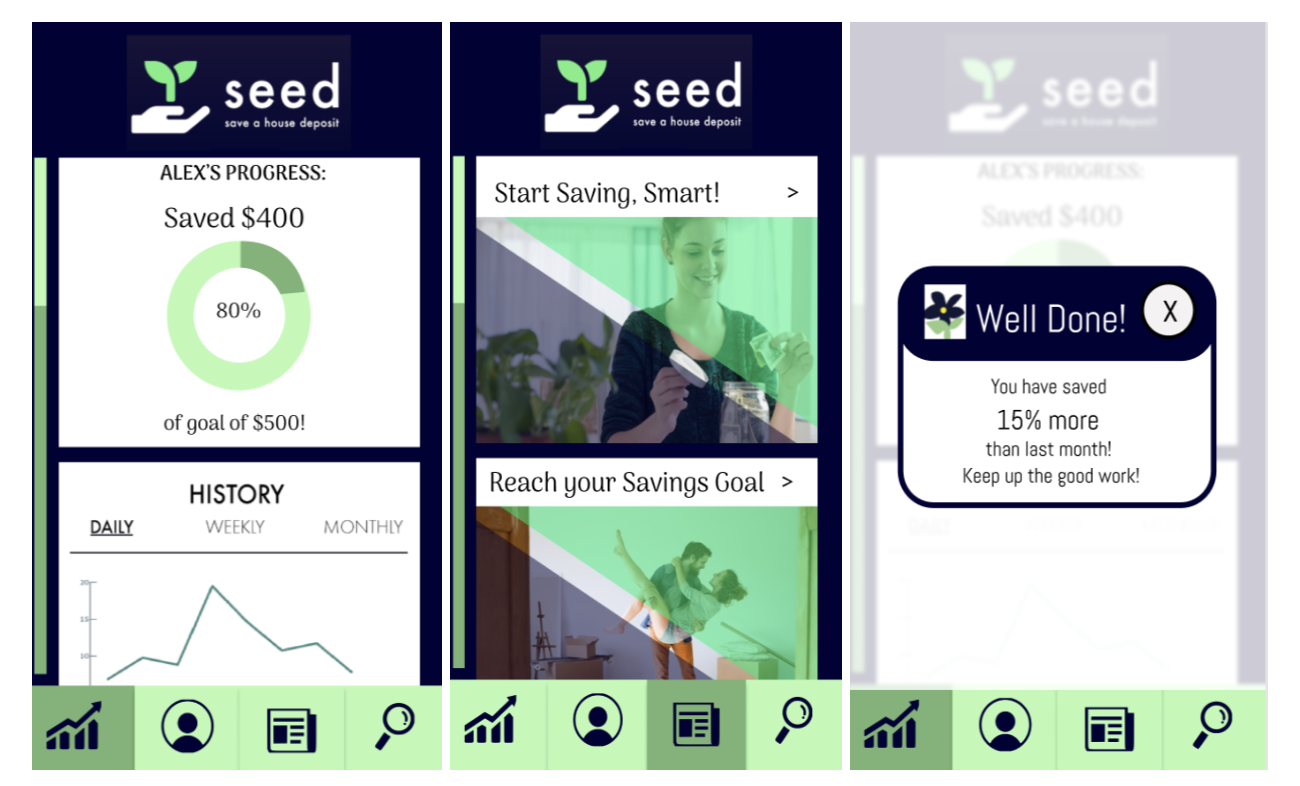 seed
save a house deposit
ALEX'S PROGRESS:
Saved $400
80%
of goal of $500!
HISTORY
DAILY WEEKLY MONTHLY
20
15
10
seed
save a house deposit
Start Saving, Smart! >
Reach your Savings Goal >
seed
save a house deposit
ALEX'S PROGRESS:
Saved $400
Well Done! X
You have saved
15% more
than last month!
Keep up the good work!